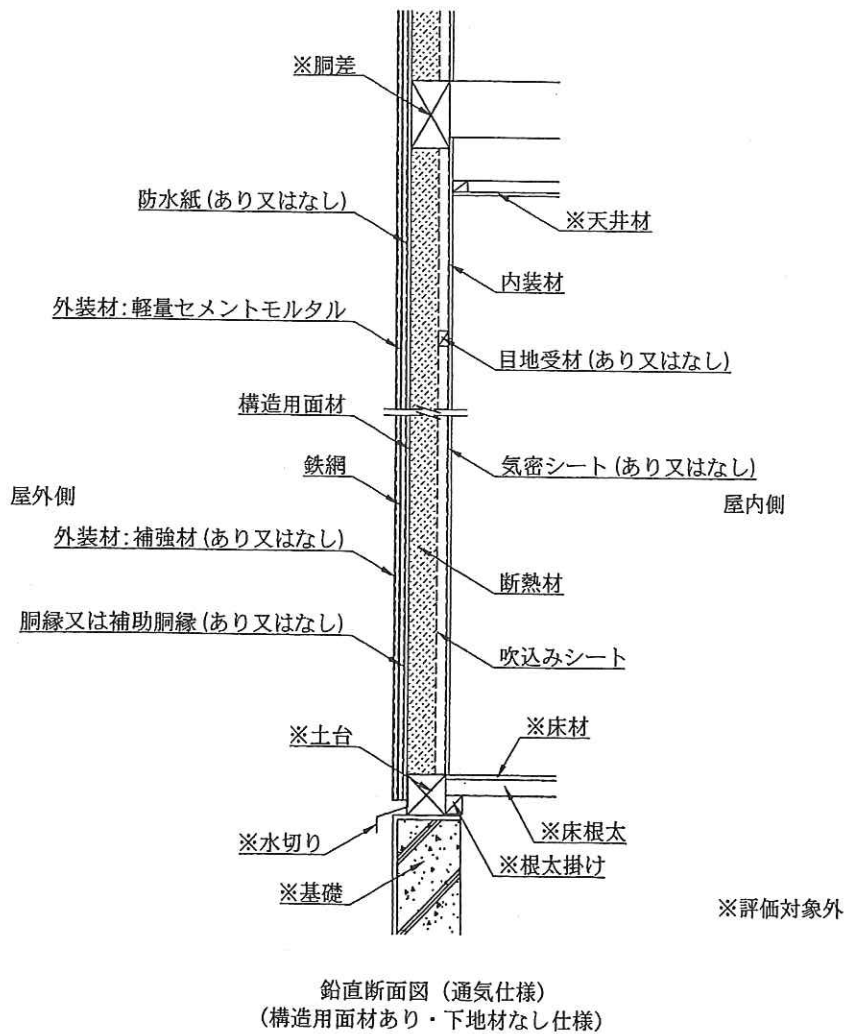 ※胴差
防水紙(あり又はなし)
※天井材
内装材
外装材:軽量セメントモルタル
目地受材(あり又はなし)
構造用面材
鉄網
気密シート(あり又はなし)
屋外側
屋内側
外装材:補強材(あり又はなし)
断熱材
胴縁又は補助胴縁(あり又はなし)
吹込みシート
※床材
※土台
※床根太
※水切り
※根太掛け
※基礎
※評価対象外
鉛直断面図(通気仕様)
(構造用面材あり・下地材なし仕様)